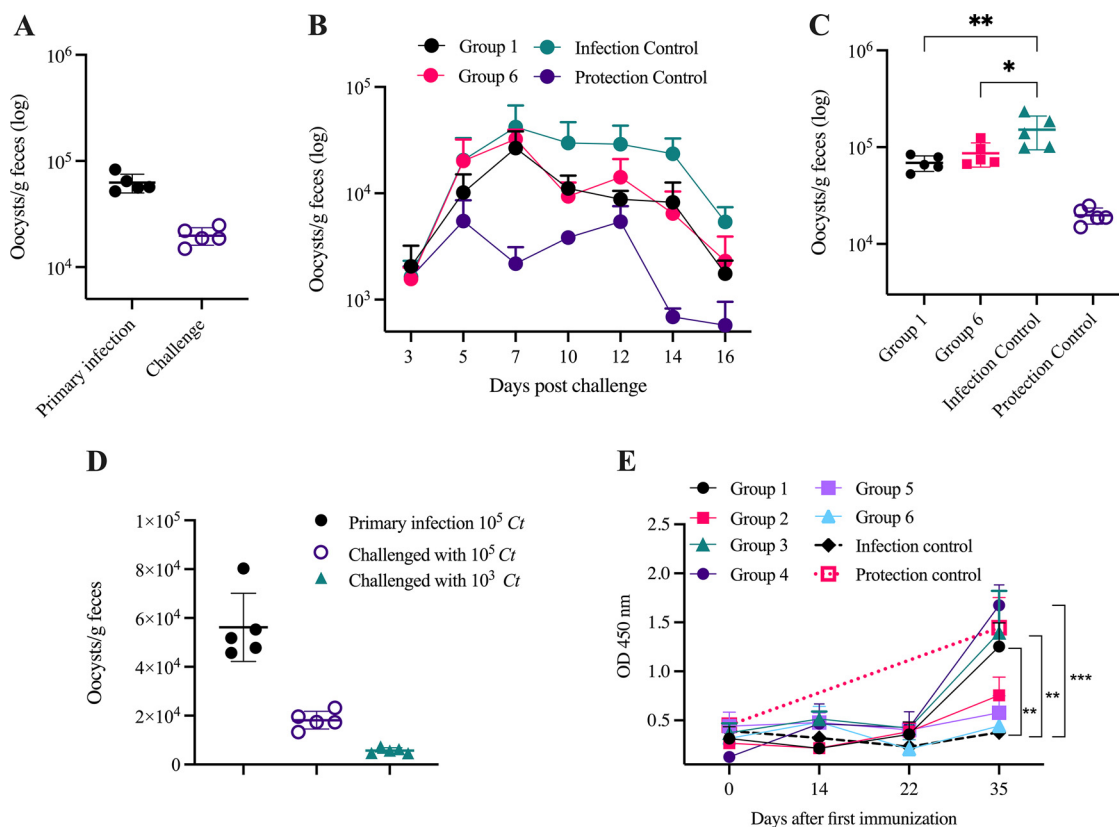 A
Oocysts/g feces (log)
10⁶
10⁵
10⁴
Primary infection
Challenge
B
Group 1
Infection Control
Group 6
Protection Control
Oocysts/g feces (log)
10⁵
10⁴
10³
3 5 7 10 12 14 16
Days post challenge
C
**
*
Oocysts/g feces (log)
10⁶
10⁵
10⁴
Group 1
Group 6
Infection Control
Protection Control
D
Oocysts/g feces
1×10⁵
8×10⁴
6×10⁴
4×10⁴
2×10⁴
0
Primary infection 10⁵ Ct
Challenged with 10⁵ Ct
Challenged with 10³ Ct
E
Group 1
Group 5
Group 2
Group 6
Group 3
Infection control
Group 4
Protection control
OD 450 nm
2.5
2.0
1.5
1.0
0.5
**
**
***
0 14 22 35
Days after first immunization